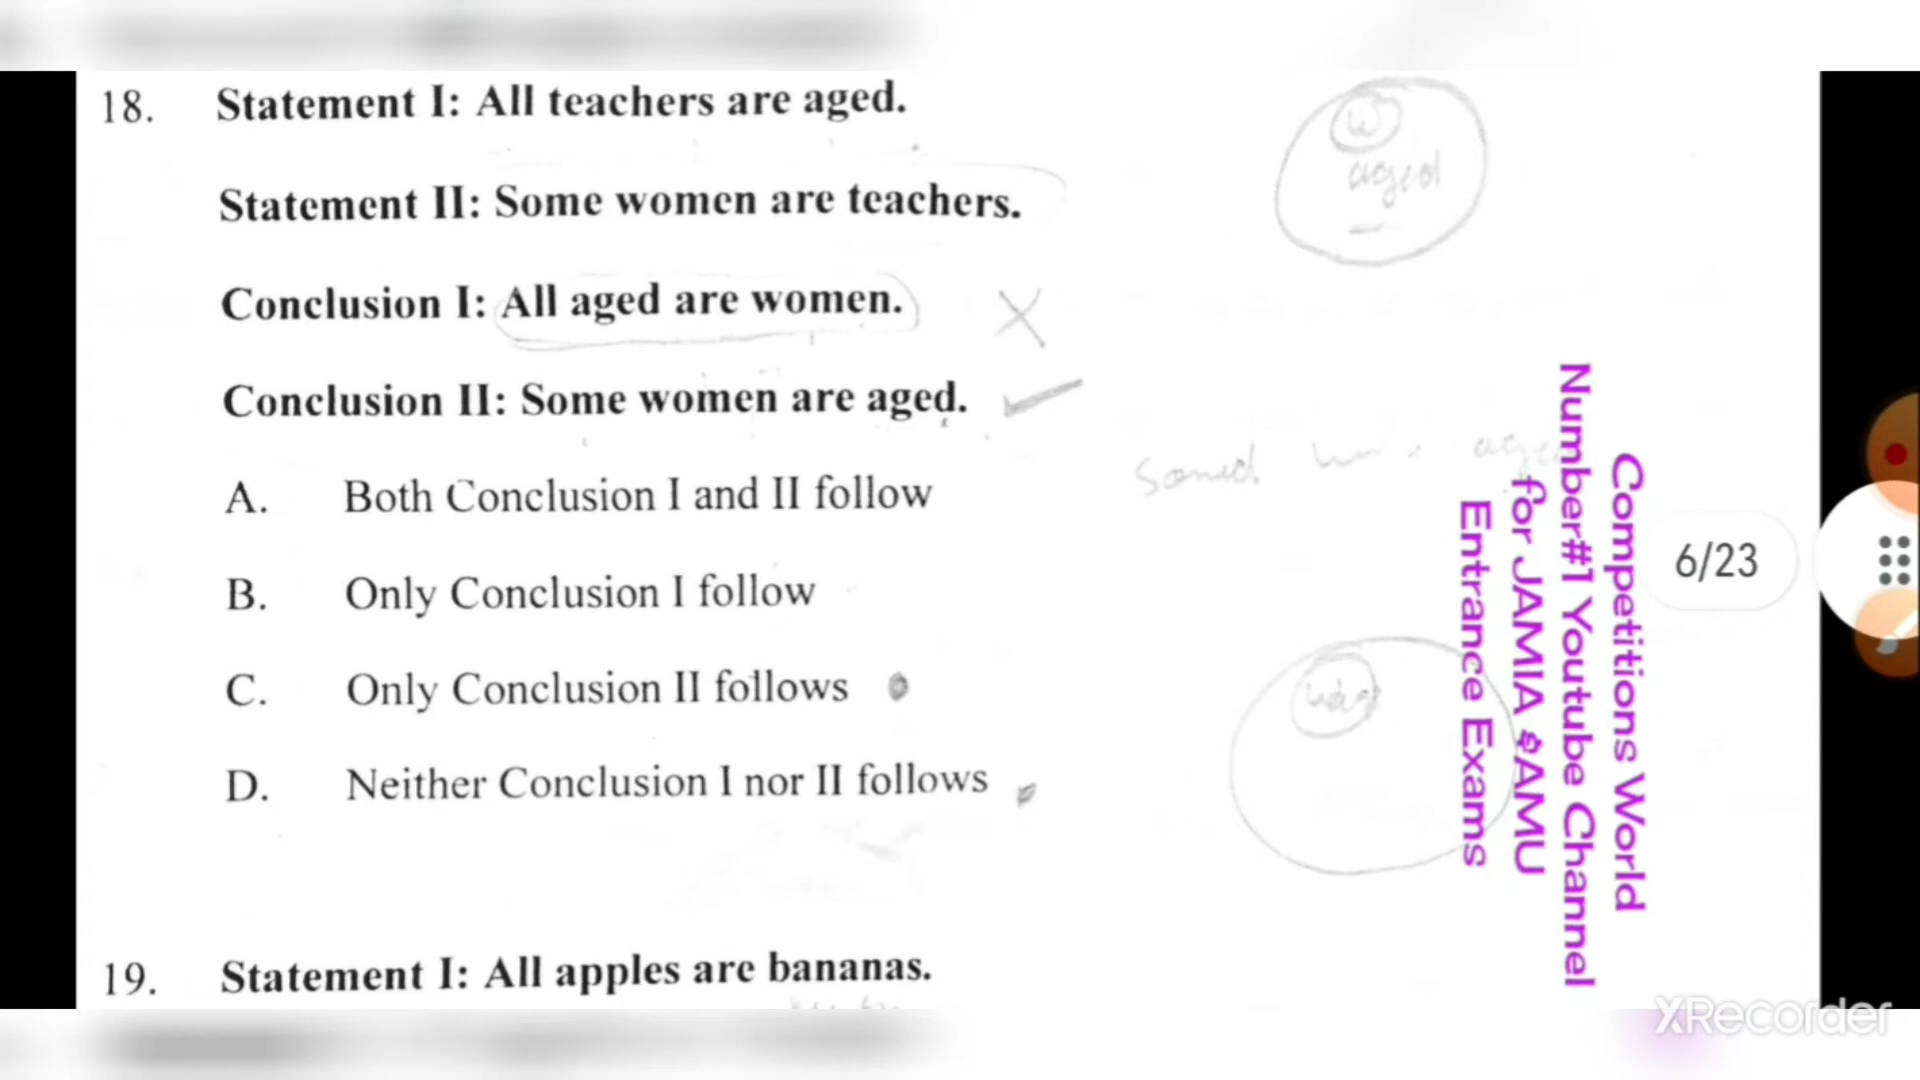 18. Statement I: All teachers are aged.
Statement II: Some women are teachers.
Conclusion I: All aged are women.
Conclusion II: Some women are aged.
A. Both Conclusion I and II follow
B. Only Conclusion I follow
C. Only Conclusion II follows
D. Neither Conclusion I nor II follows
19. Statement I: All apples are bananas.
W
aged
Competitions World
Number#1 Youtube Channel
for JAMIA & AMU
Entrance Exams
6/23
XRecorder